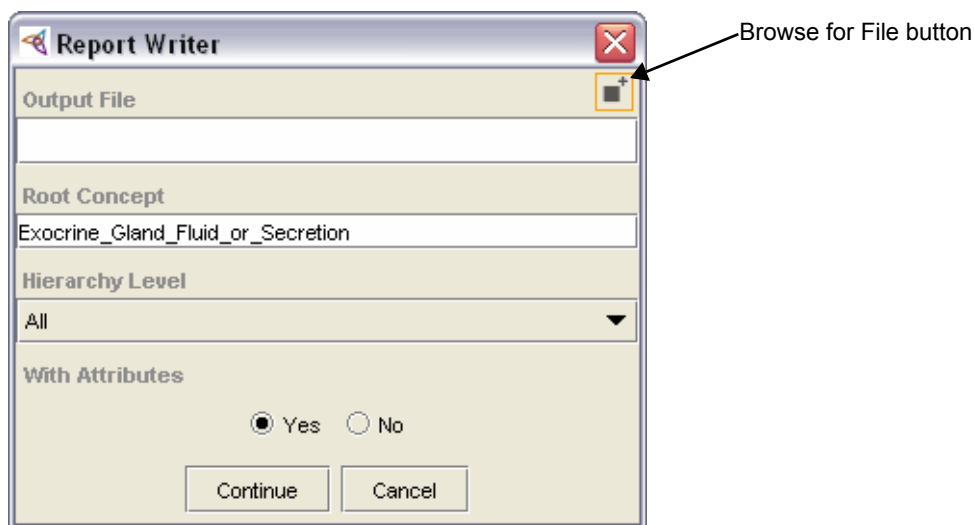 Report Writer
Browse for File button
Output File
Root Concept
Exocrine_Gland_Fluid_or_Secretion
Hierarchy Level
All
With Attributes
Yes No
Continue Cancel